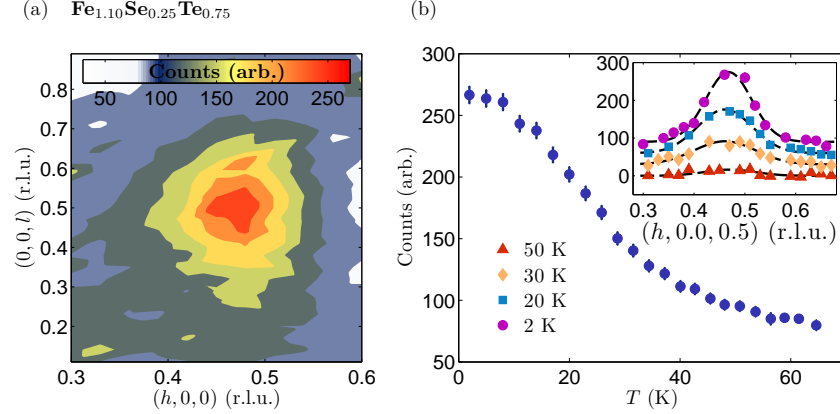 (a) Fe1.10Se0.25Te0.75
Counts (arb.)
50 100 150 200 250
0.8
0.7
0.6
0.5
0.4
0.3
0.2
(0, 0, l) (r.l.u.)
0.3 0.4 0.5 0.6
(h, 0, 0) (r.l.u.)
(b)
300
250
200
150
100
50
Counts (arb.)
0 20 40 60
T (K)
50 K
30 K
20 K
2 K
300
200
100
0
0.3 0.4 0.5 0.6
(h, 0.0, 0.5) (r.l.u.)